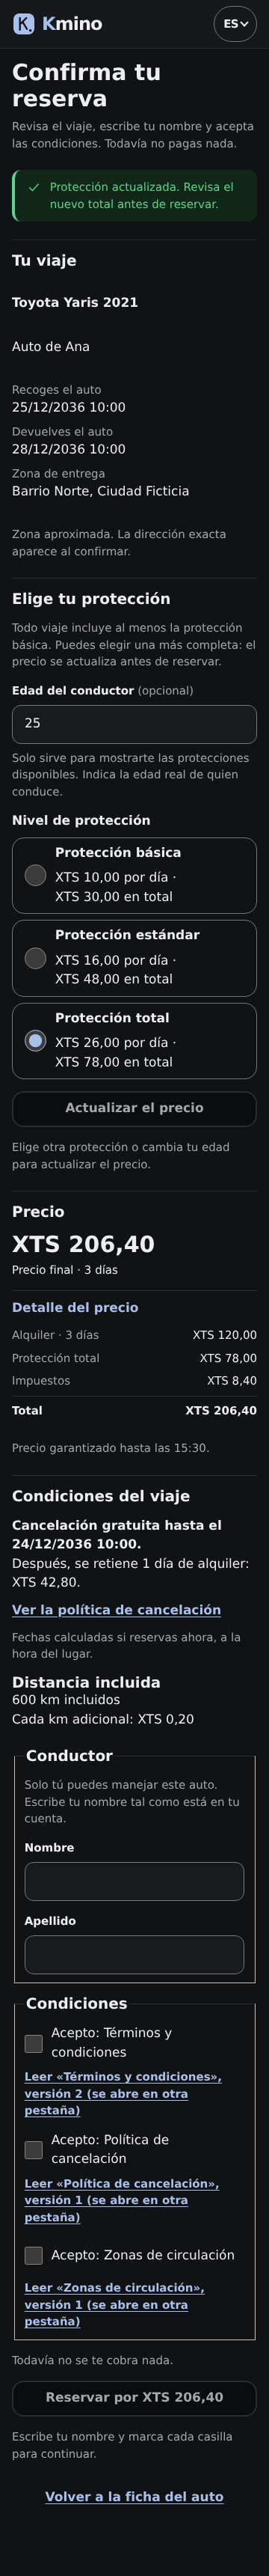 Kmino
ES
Confirma tu
reserva
Revisa el viaje, escribe tu nombre y acepta
las condiciones. Todavía no pagas nada.
Protección actualizada. Revisa el
nuevo total antes de reservar.
Tu viaje
Toyota Yaris 2021
Auto de Ana
Recoges el auto
25/12/2036 10:00
Devuelves el auto
28/12/2036 10:00
Zona de entrega
Barrio Norte, Ciudad Ficticia
Zona aproximada. La dirección exacta
aparece al confirmar.
Elige tu protección
Todo viaje incluye al menos la protección
básica. Puedes elegir una más completa: el
precio se actualiza antes de reservar.
Edad del conductor (opcional)
25
Solo sirve para mostrarte las protecciones
disponibles. Indica la edad real de quien
conduce.
Nivel de protección
Protección básica
XTS 10,00 por día ·
XTS 30,00 en total
Protección estándar
XTS 16,00 por día ·
XTS 48,00 en total
Protección total
XTS 26,00 por día ·
XTS 78,00 en total
Actualizar el precio
Elige otra protección o cambia tu edad
para actualizar el precio.
Precio
XTS 206,40
Precio final · 3 días
Detalle del precio
Alquiler · 3 días XTS 120,00
Protección total XTS 78,00
Impuestos XTS 8,40
Total XTS 206,40
Precio garantizado hasta las 15:30.
Condiciones del viaje
Cancelación gratuita hasta el
24/12/2036 10:00.
Después, se retiene 1 día de alquiler:
XTS 42,80.
Ver la política de cancelación
Fechas calculadas si reservas ahora, a la
hora del lugar.
Distancia incluida
600 km incluidos
Cada km adicional: XTS 0,20
Conductor
Solo tú puedes manejar este auto.
Escribe tu nombre tal como está en tu
cuenta.
Nombre
Apellido
Condiciones
Acepto: Términos y
condiciones
Leer «Términos y condiciones»,
versión 2 (se abre en otra
pestaña)
Acepto: Política de
cancelación
Leer «Política de cancelación»,
versión 1 (se abre en otra
pestaña)
Acepto: Zonas de circulación
Leer «Zonas de circulación»,
versión 1 (se abre en otra
pestaña)
Todavía no se te cobra nada.
Reservar por XTS 206,40
Escribe tu nombre y marca cada casilla
para continuar.
Volver a la ficha del auto